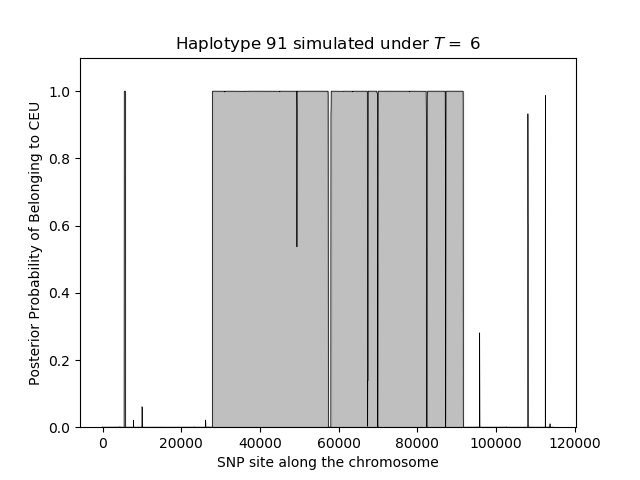 Haplotype 91 simulated under T = 6
Posterior Probability of Belonging to CEU
1.0
0.8
0.6
0.4
0.2
0.0
0 20000 40000 60000 80000 100000 120000
SNP site along the chromosome